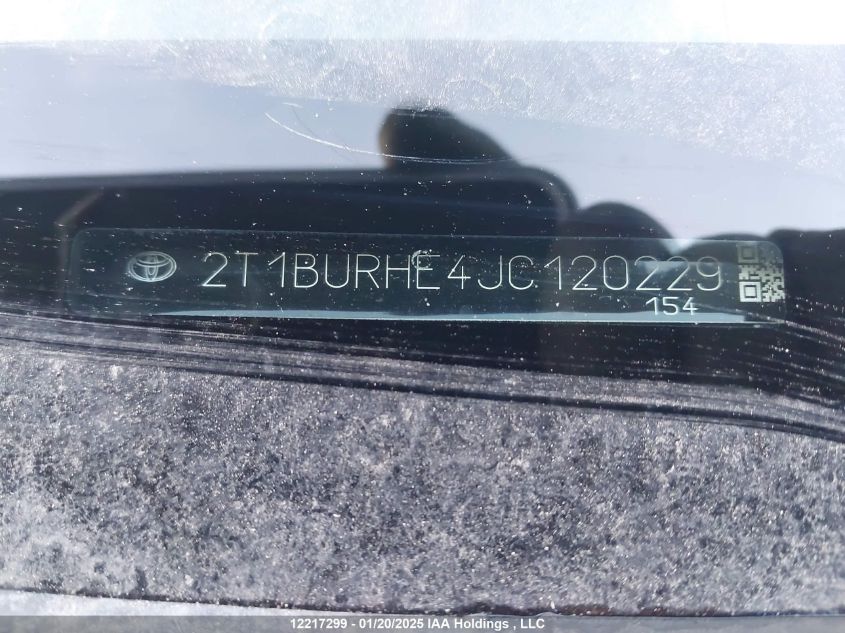 2T1BURHE4JC120229
154
12217299 - 01/20/2025 IAA Holdings , LLC